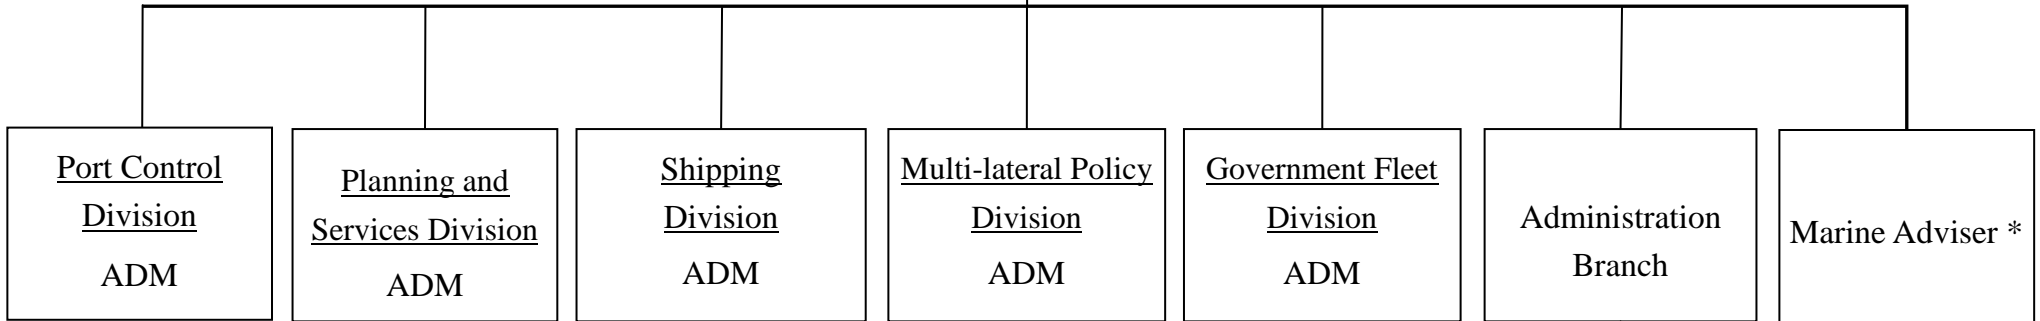 Port Control
Division
ADM
Planning and
Services Division
ADM
Shipping
Division
ADM
Multi-lateral Policy
Division
ADM
Government Fleet
Division
ADM
Administration
Branch
Marine Adviser *